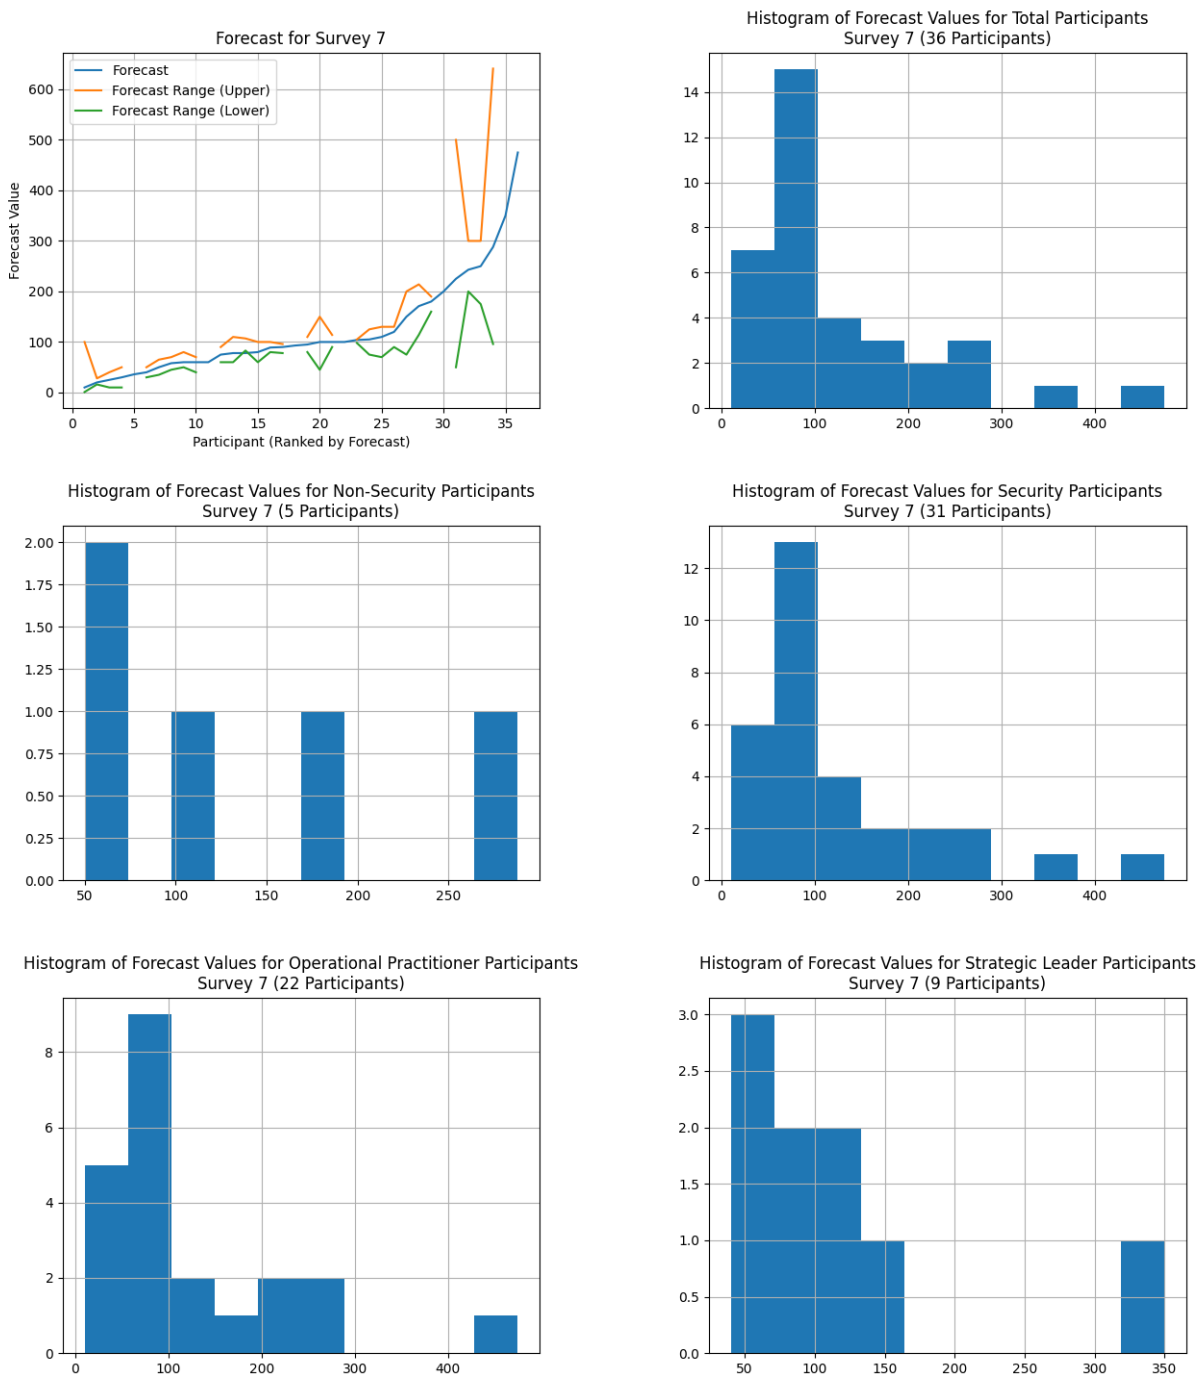 Forecast for Survey 7
Forecast
Forecast Range (Upper)
Forecast Range (Lower)
Forecast Value
600
500
400
300
200
100
0
0 5 10 15 20 25 30 35
Participant (Ranked by Forecast)
Histogram of Forecast Values for Total Participants
Survey 7 (36 Participants)
14
12
10
8
6
4
2
0
0 100 200 300 400
Histogram of Forecast Values for Non-Security Participants
Survey 7 (5 Participants)
2.00
1.75
1.50
1.25
1.00
0.75
0.50
0.25
0.00
50 100 150 200 250
Histogram of Forecast Values for Security Participants
Survey 7 (31 Participants)
12
10
8
6
4
2
0
0 100 200 300 400
Histogram of Forecast Values for Operational Practitioner Participants
Survey 7 (22 Participants)
8
6
4
2
0
0 100 200 300 400
Histogram of Forecast Values for Strategic Leader Participants
Survey 7 (9 Participants)
3.0
2.5
2.0
1.5
1.0
0.5
0.0
50 100 150 200 250 300 350